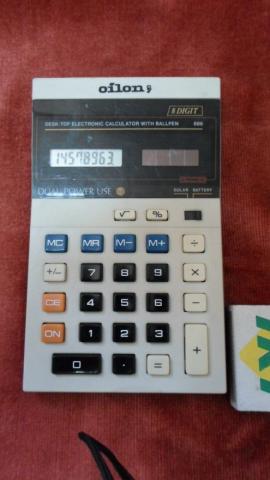 oilon
8 DIGIT
DESK-TOP ELECTRONIC CALCULATOR WITH BALLPEN
14578963.
DUAL POWER USE
SOLAR BATTERY
√ %
MC MR M− M+ ÷
+/− 7 8 9 ×
CE 4 5 6 −
ON 1 2 3 +
0 . =